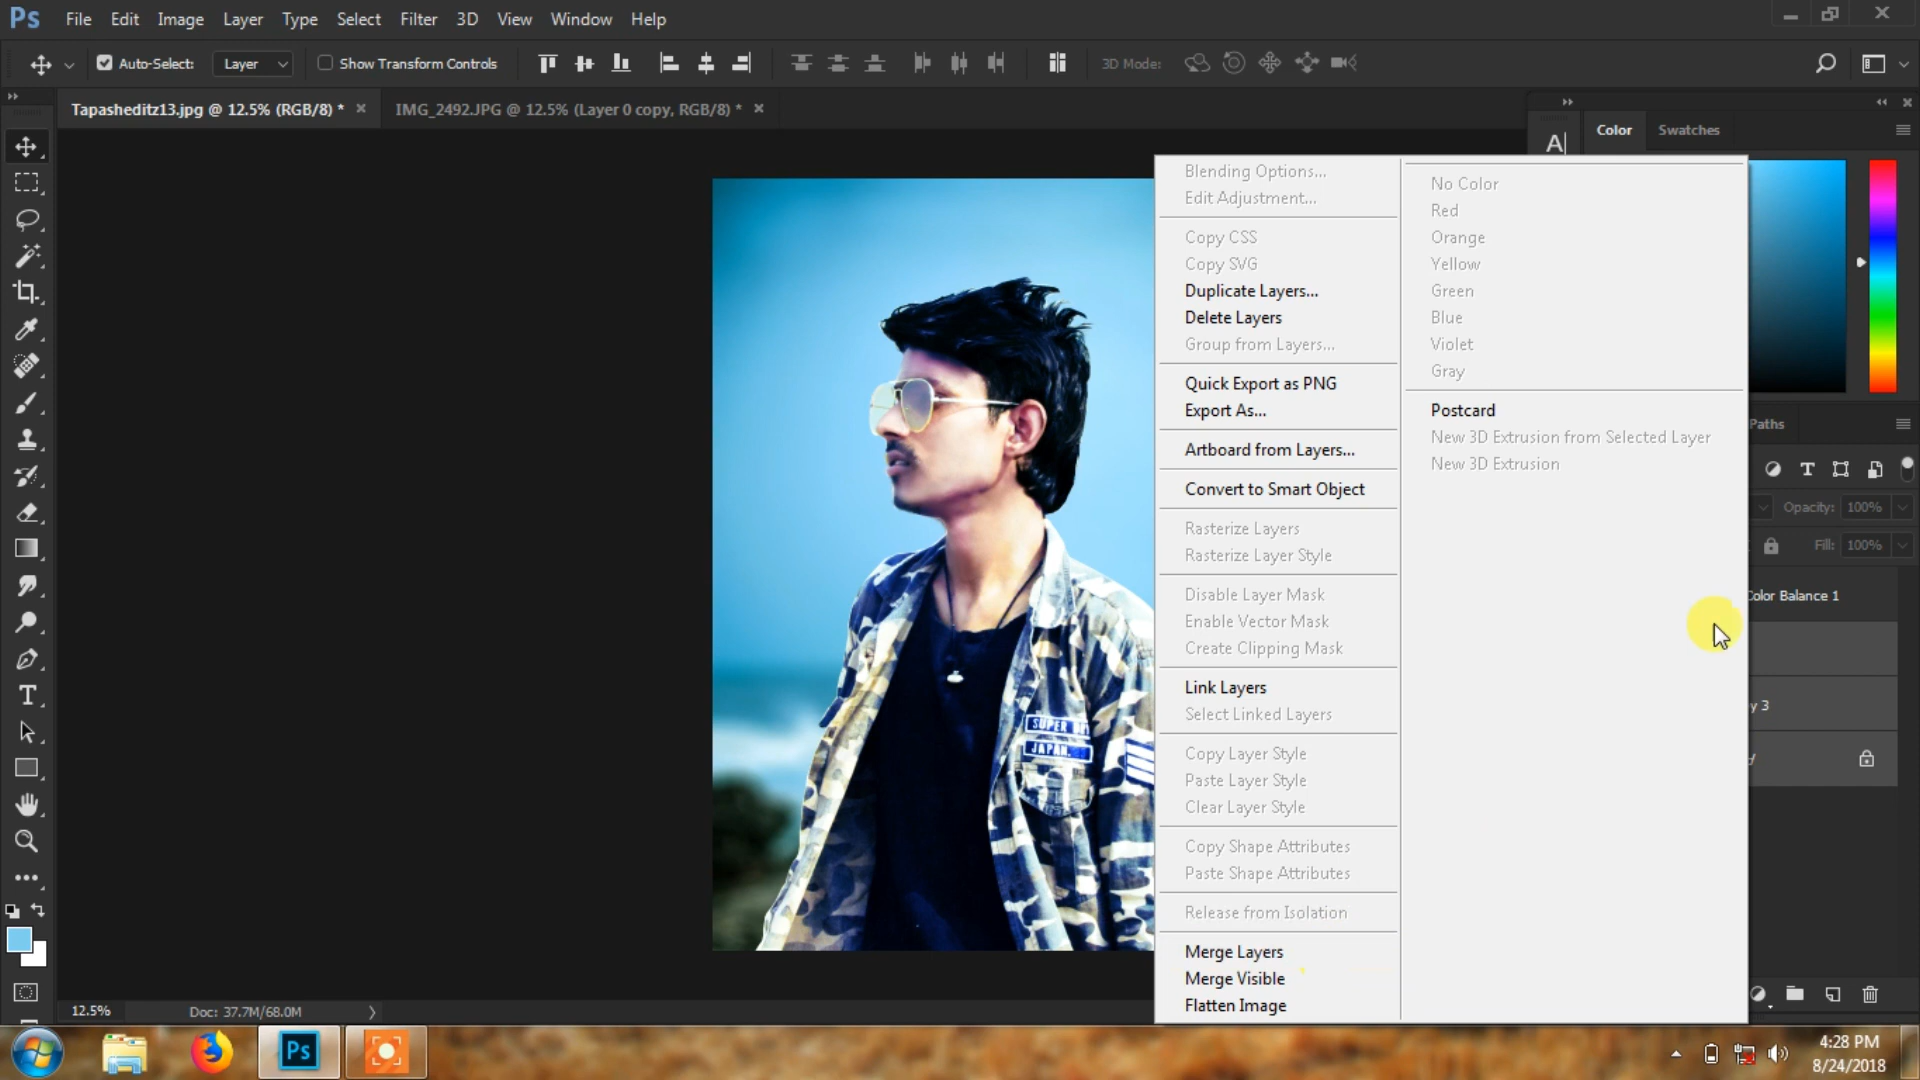 Ps File Edit Image Layer Type Select Filter 3D View Window Help
Auto-Select: Layer Show Transform Controls 3D Mode:
Tapasheditz13.jpg @ 12.5% (RGB/8) * × IMG_2492.JPG @ 12.5% (Layer 0 copy, RGB/8) * ×
A|
Color Swatches
Blending Options...
Edit Adjustment...
Copy CSS
Copy SVG
Duplicate Layers...
Delete Layers
Group from Layers...
Quick Export as PNG
Export As...
Artboard from Layers...
Convert to Smart Object
Rasterize Layers
Rasterize Layer Style
Disable Layer Mask
Enable Vector Mask
Create Clipping Mask
Link Layers
Select Linked Layers
Copy Layer Style
Paste Layer Style
Clear Layer Style
Copy Shape Attributes
Paste Shape Attributes
Release from Isolation
Merge Layers
Merge Visible
Flatten Image
No Color
Red
Orange
Yellow
Green
Blue
Violet
Gray
Postcard
New 3D Extrusion from Selected Layer
New 3D Extrusion
Paths
T
Opacity: 100%
Fill: 100%
Color Balance 1
y 3
SUPER
JAPAN.
T
12.5% Doc: 37.7M/68.0M
Ps
4:28 PM
8/24/2018